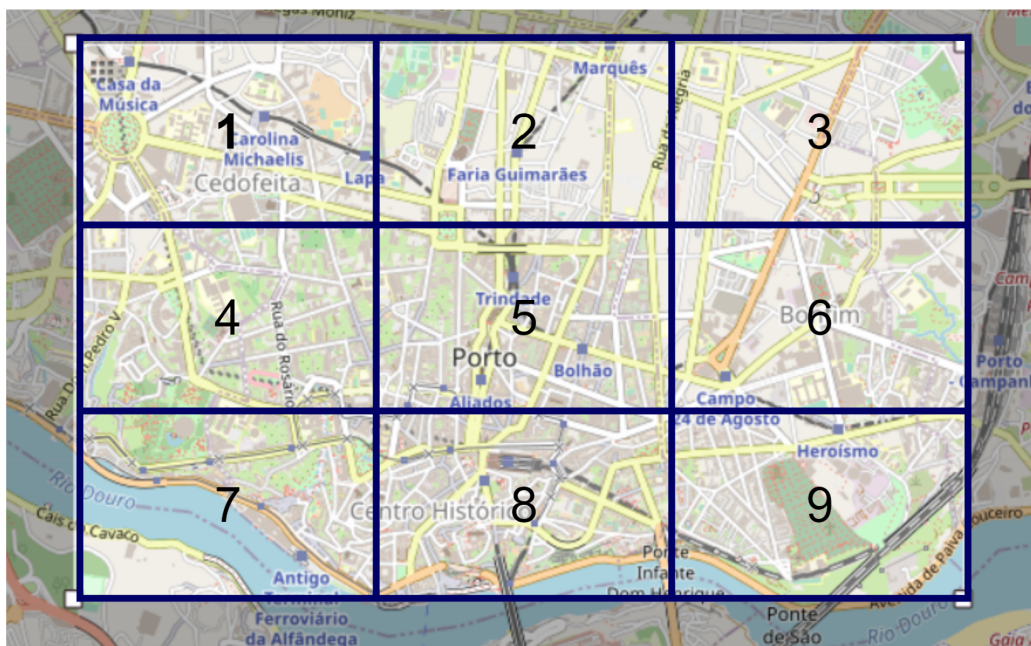 Marquês
Casa da
Música
1
2
3
Carolina
Michaelis
Lapa
Faria Guimarães
Rua da Alegria
Cedofeita
4
5
6
Trindade
Bonfim
Rua do Rosário
Rua Dom Pedro V
Porto
Bolhão
Aliados
Porto
Campo
24 de Agosto
Heroísmo
7
8
9
Rio Douro
Cais do Cavaco
Centro Histórico
Antigo
Terminal
Ferroviário
da Alfândega
Ponte
Infante
Dom Henrique
Ponte
de São
Avenida de Paiva
Rio Douro
Gaia